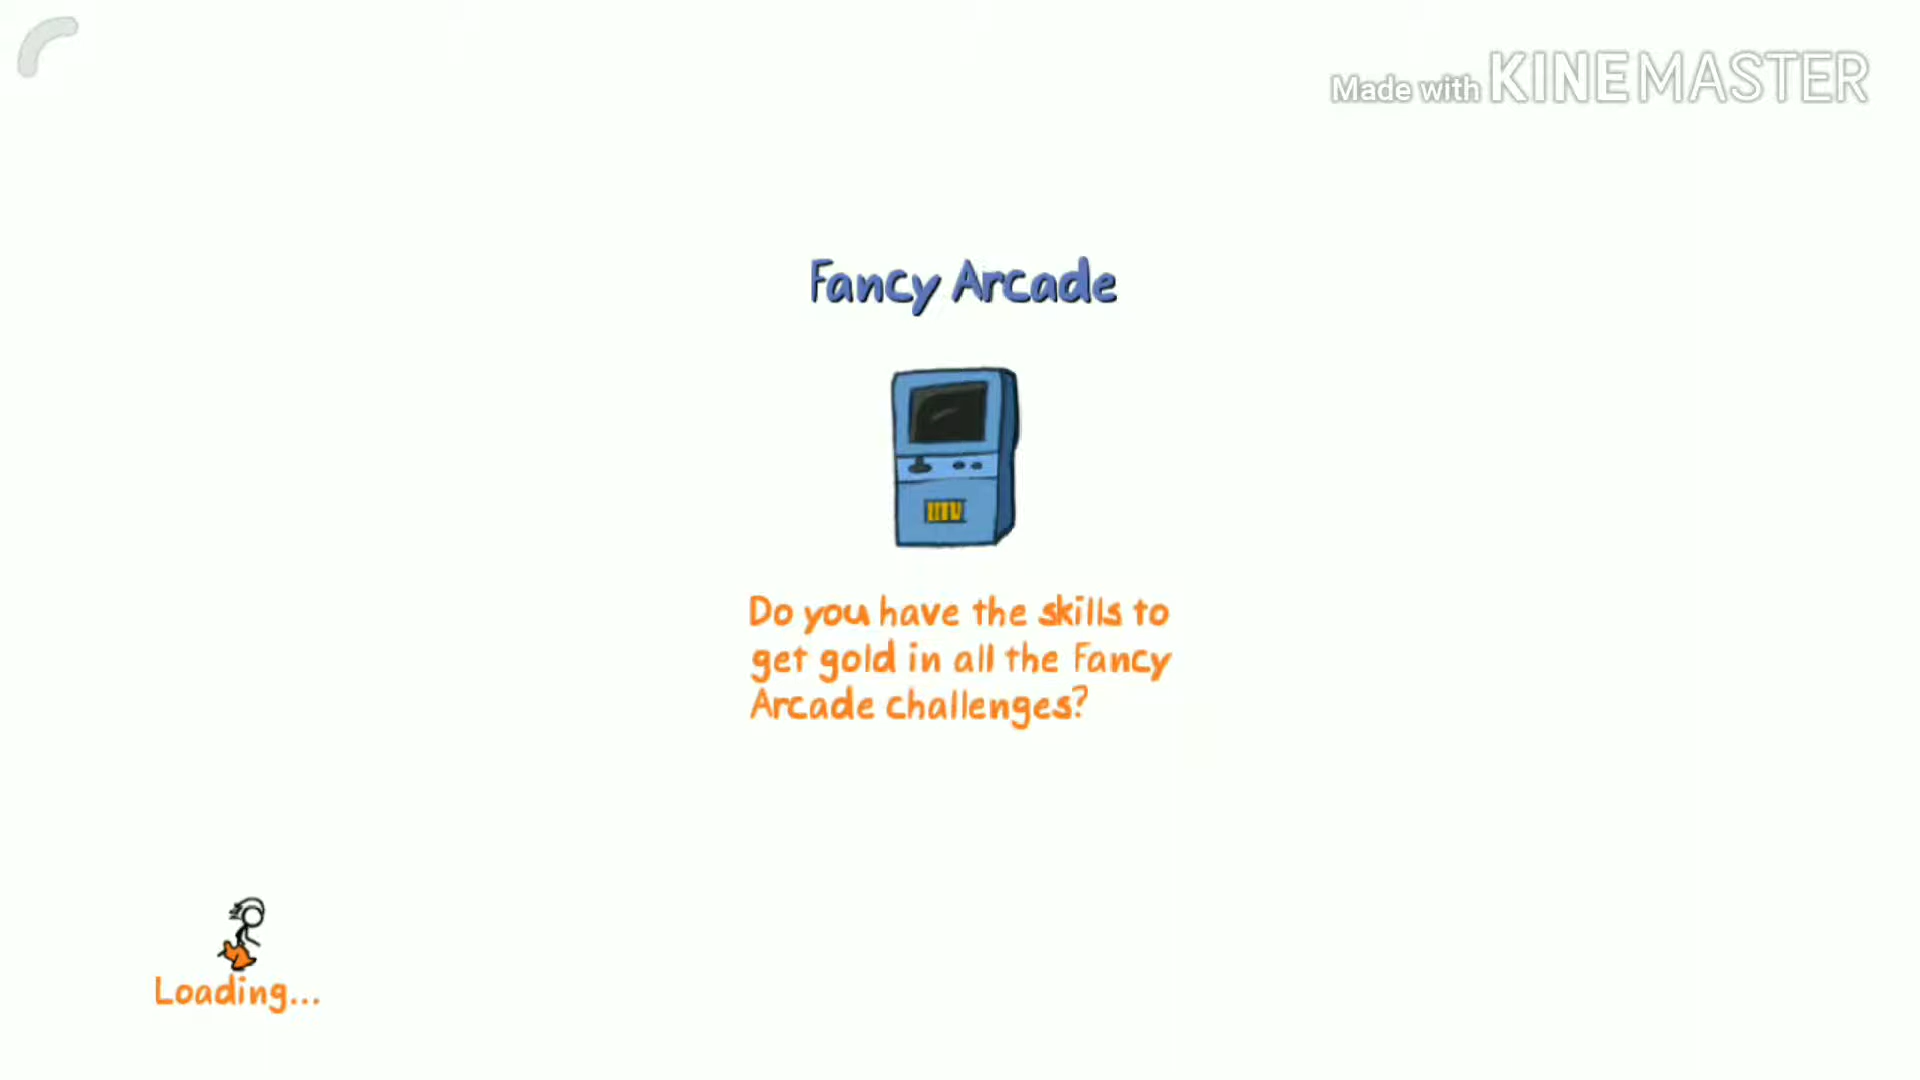 Made with KINEMASTER
Fancy Arcade
Do you have the skills to
get gold in all the Fancy
Arcade challenges?
Loading...